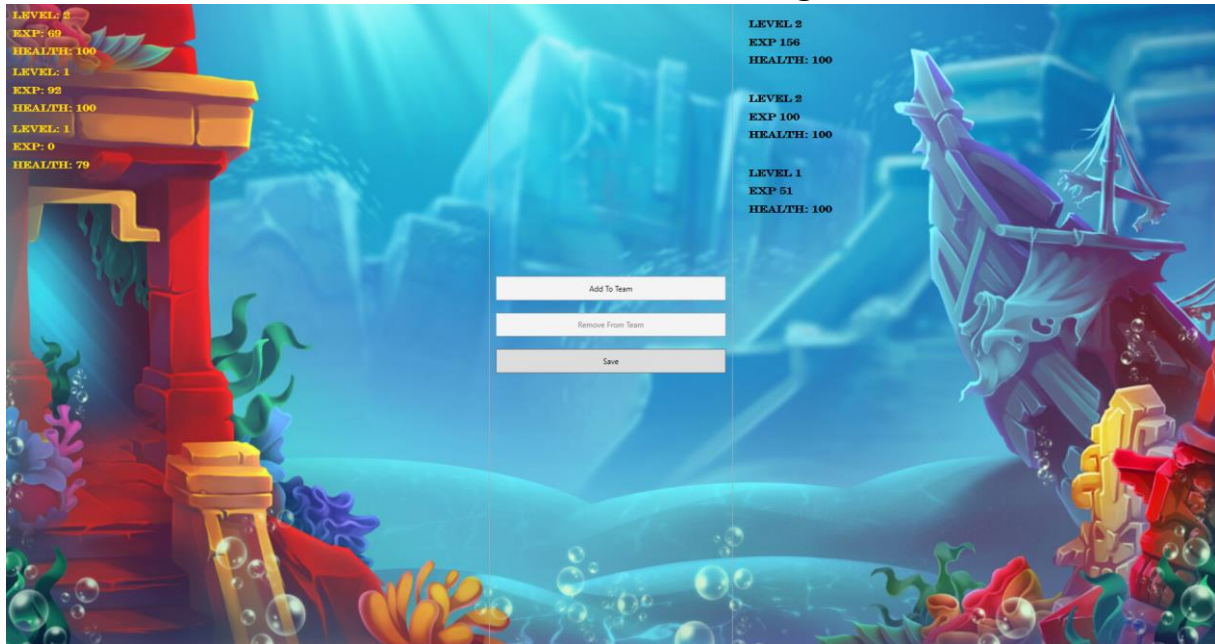 LEVEL: 2
EXP: 69
HEALTH: 100
LEVEL: 1
EXP: 92
HEALTH: 100
LEVEL: 1
EXP: 0
HEALTH: 79
Add To Team
Remove From Team
Save
LEVEL 2
EXP 156
HEALTH: 100
LEVEL 2
EXP 100
HEALTH: 100
LEVEL 1
EXP 51
HEALTH: 100